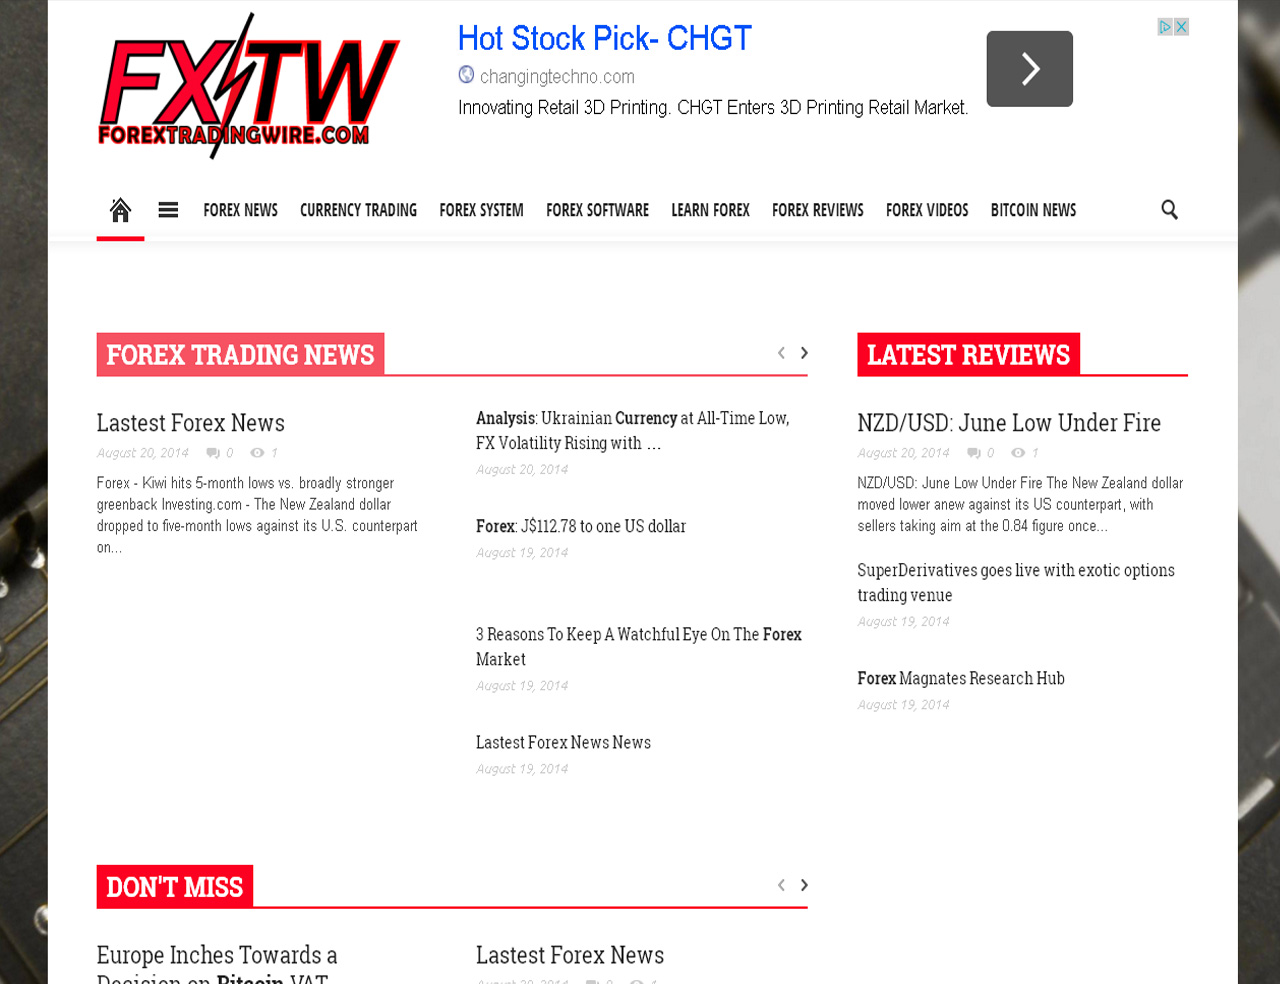 FXTW
FOREXTRADINGWIRE.COM
Hot Stock Pick- CHGT
changingtechno.com
Innovating Retail 3D Printing. CHGT Enters 3D Printing Retail Market.
FOREX NEWS CURRENCY TRADING FOREX SYSTEM FOREX SOFTWARE LEARN FOREX FOREX REVIEWS FOREX VIDEOS BITCOIN NEWS
FOREX TRADING NEWS
Lastest Forex News
August 20, 2014 0 1
Forex - Kiwi hits 5-month lows vs. broadly stronger
greenback Investing.com - The New Zealand dollar
dropped to five-month lows against its U.S. counterpart
on...
Analysis: Ukrainian Currency at All-Time Low,
FX Volatility Rising with ...
August 20, 2014
Forex: J$112.78 to one US dollar
August 19, 2014
3 Reasons To Keep A Watchful Eye On The Forex
Market
August 19, 2014
Lastest Forex News News
August 19, 2014
LATEST REVIEWS
NZD/USD: June Low Under Fire
August 20, 2014 0 1
NZD/USD: June Low Under Fire The New Zealand dollar
moved lower anew against its US counterpart, with
sellers taking aim at the 0.84 figure once...
SuperDerivatives goes live with exotic options
trading venue
August 19, 2014
Forex Magnates Research Hub
August 19, 2014
DON'T MISS
Europe Inches Towards a
Decision on Bitcoin VAT
Lastest Forex News
August 20, 2014 0